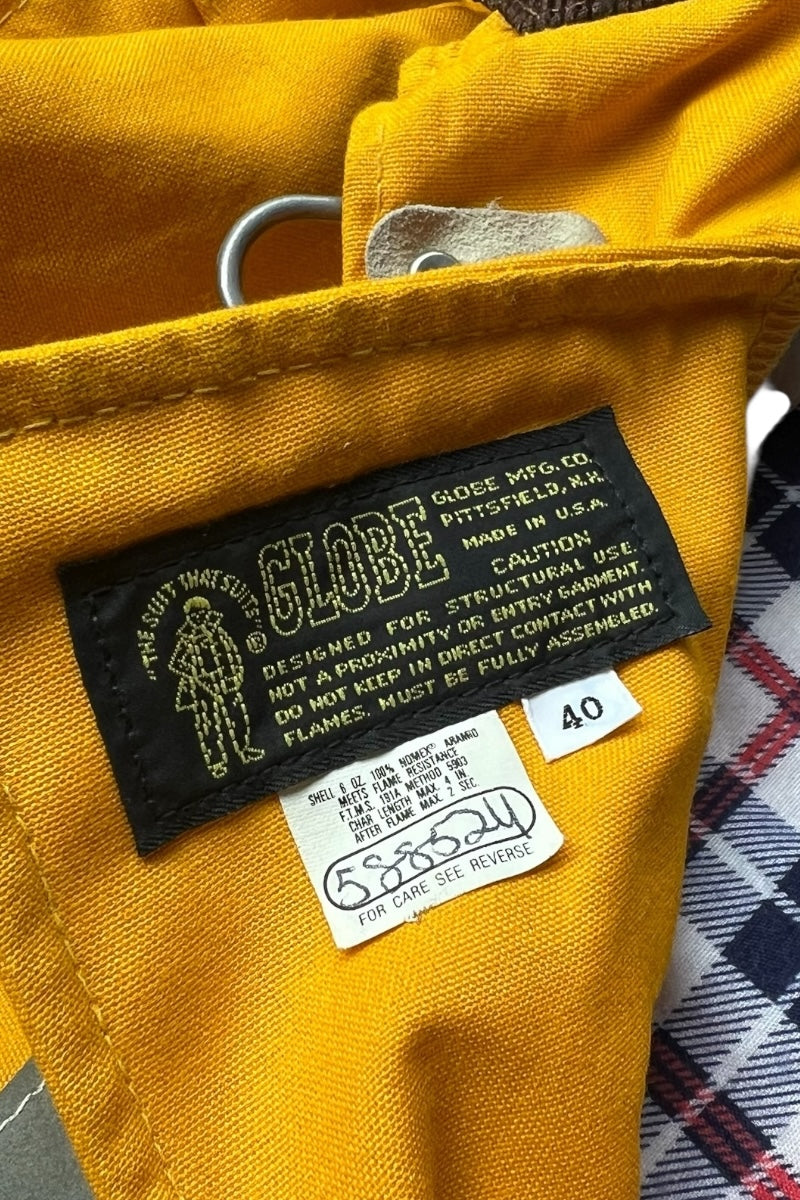 "THE SUIT THAT SUITS"®
GLOBE
GLOBE MFG. CO.
PITTSFIELD, N.H.
MADE IN U.S.A.
CAUTION
DESIGNED FOR STRUCTURAL USE.
NOT A PROXIMITY OR ENTRY GARMENT.
DO NOT KEEP IN DIRECT CONTACT WITH
FLAMES. MUST BE FULLY ASSEMBLED.
40
SHELL 6 OZ 100% NOMEX® ARAMID
MEETS FLAME RESISTANCE
F.T.M.S. 191A METHOD 5903
CHAR LENGTH MAX. 4 IN
AFTER FLAME MAX. 2 SEC.
588524
FOR CARE SEE REVERSE